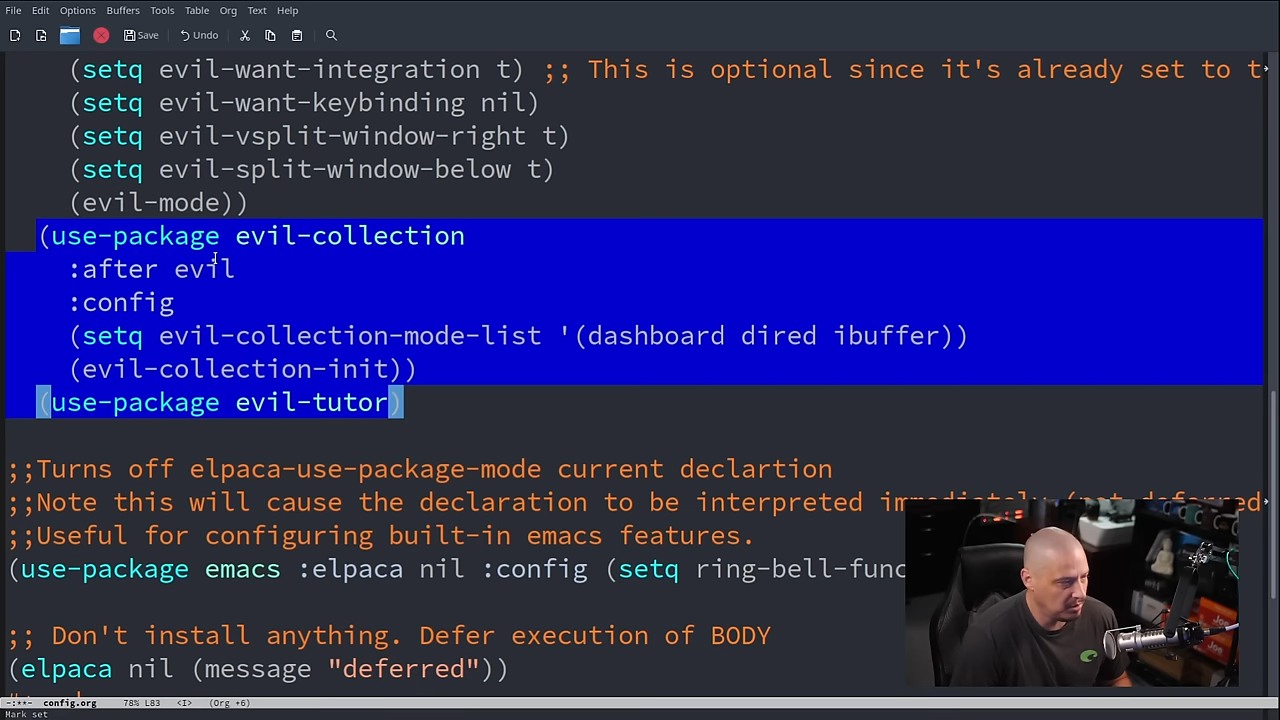 File Edit Options Buffers Tools Table Org Text Help
Save Undo
(setq evil-want-integration t) ;; This is optional since it's already set to t
(setq evil-want-keybinding nil)
(setq evil-vsplit-window-right t)
(setq evil-split-window-below t)
(evil-mode))
(use-package evil-collection
:after evil
:config
(setq evil-collection-mode-list '(dashboard dired ibuffer))
(evil-collection-init))
(use-package evil-tutor)
;;Turns off elpaca-use-package-mode current declartion
;;Note this will cause the declaration to be interpreted immediately (not deferred
;;Useful for configuring built-in emacs features.
(use-package emacs :elpaca nil :config (setq ring-bell-func
;; Don't install anything. Defer execution of BODY
(elpaca nil (message "deferred"))
-:**- config.org 78% L83 <I> (Org +6)
Mark set